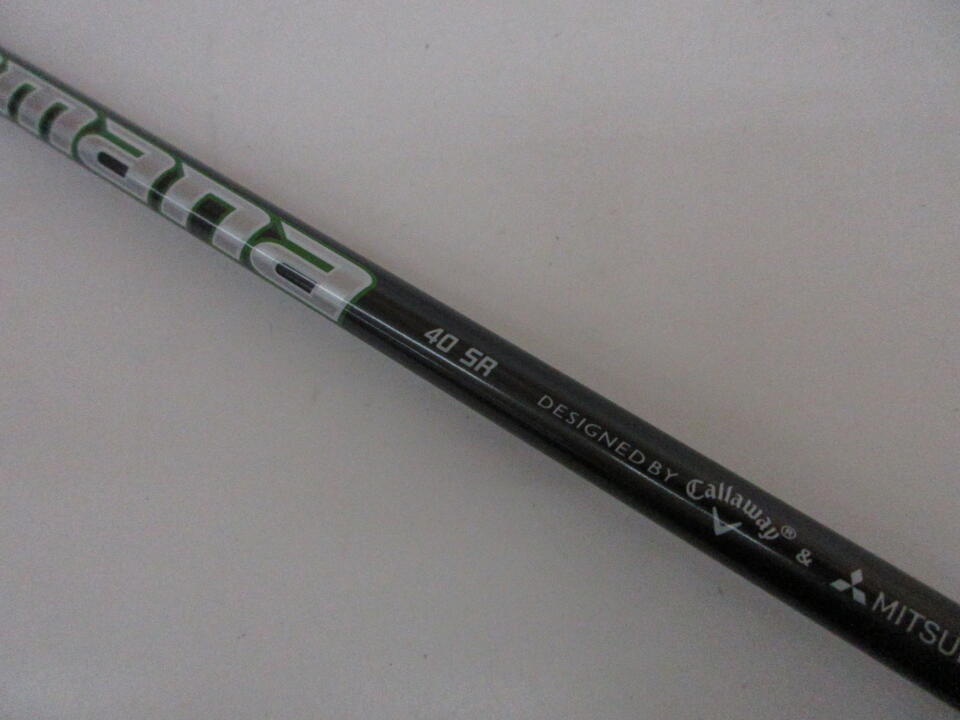 mana
40 SR
DESIGNED BY Callaway® & MITSU